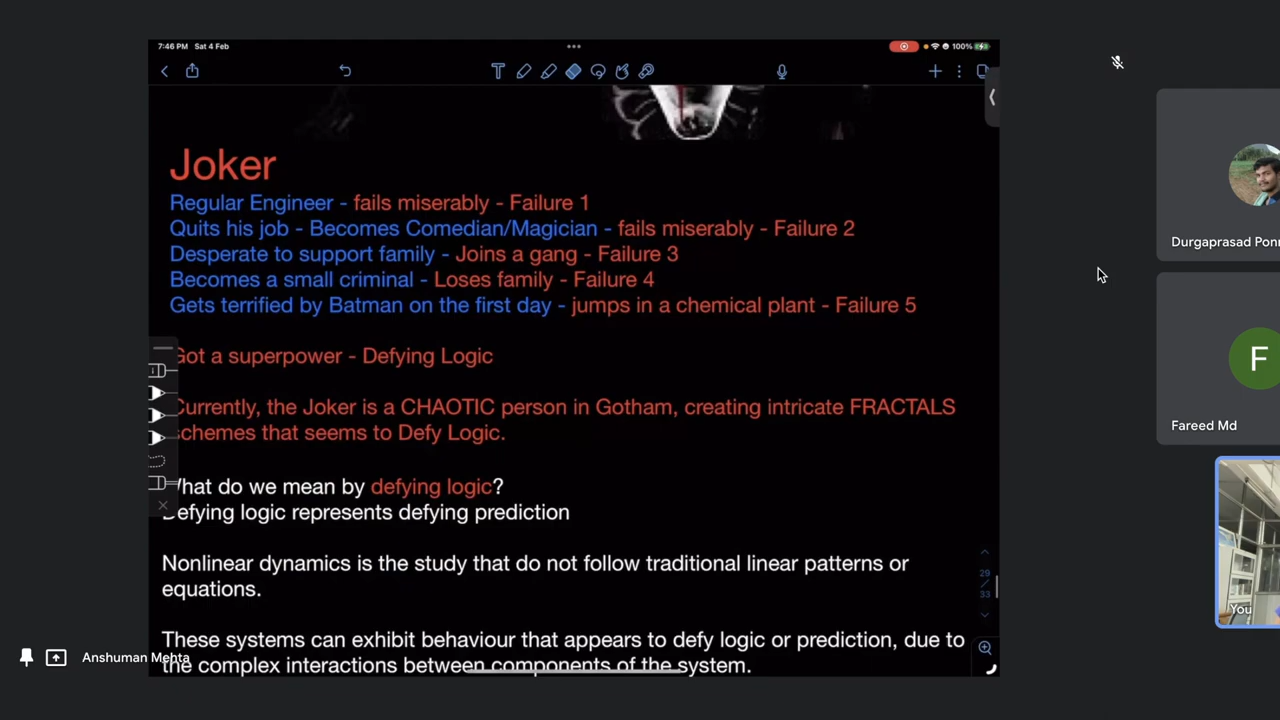 7:46 PM Sat 4 Feb
100%
Joker
Regular Engineer - fails miserably - Failure 1
Quits his job - Becomes Comedian/Magician - fails miserably - Failure 2
Desperate to support family - Joins a gang - Failure 3
Becomes a small criminal - Loses family - Failure 4
Gets terrified by Batman on the first day - jumps in a chemical plant - Failure 5
Got a superpower - Defying Logic
Currently, the Joker is a CHAOTIC person in Gotham, creating intricate FRACTALS
schemes that seems to Defy Logic.
What do we mean by defying logic?
Defying logic represents defying prediction
Nonlinear dynamics is the study that do not follow traditional linear patterns or
equations.
These systems can exhibit behaviour that appears to defy logic or prediction, due to
the complex interactions between components of the system.
29
/
33
Anshuman Mehta
Durgaprasad
F
Fareed Md
You